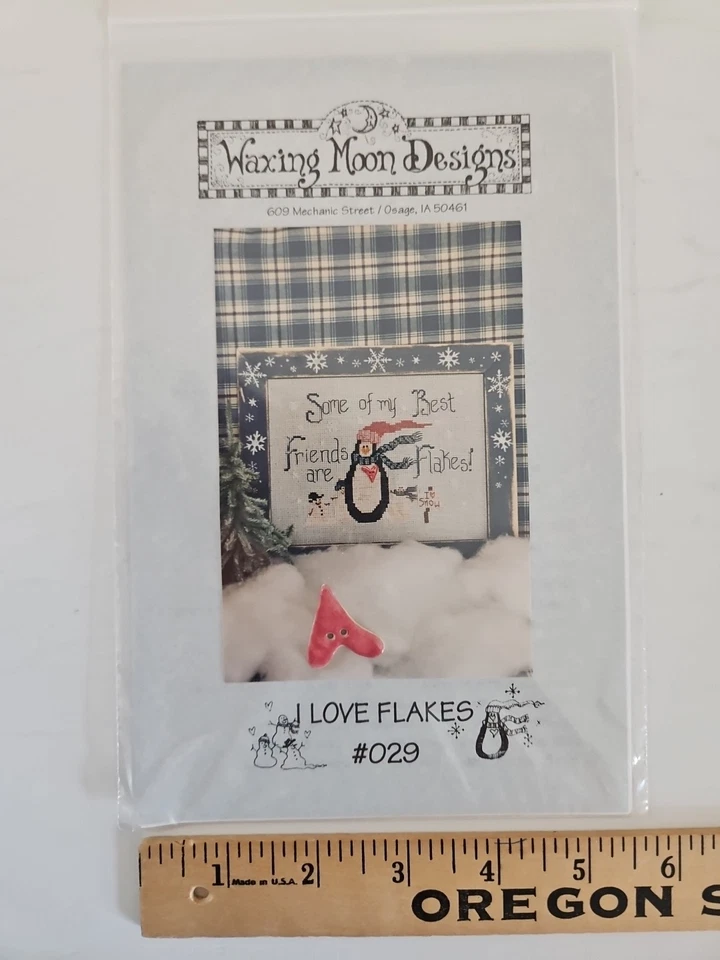 Waxing Moon Designs
609 Mechanic Street / Osage, IA 50461
Some of my Best
Friends are Flakes!
I ♥ Snow
I LOVE FLAKES
#029
1 2 3 4 5 6
Made in U.S.A.
OREGON S